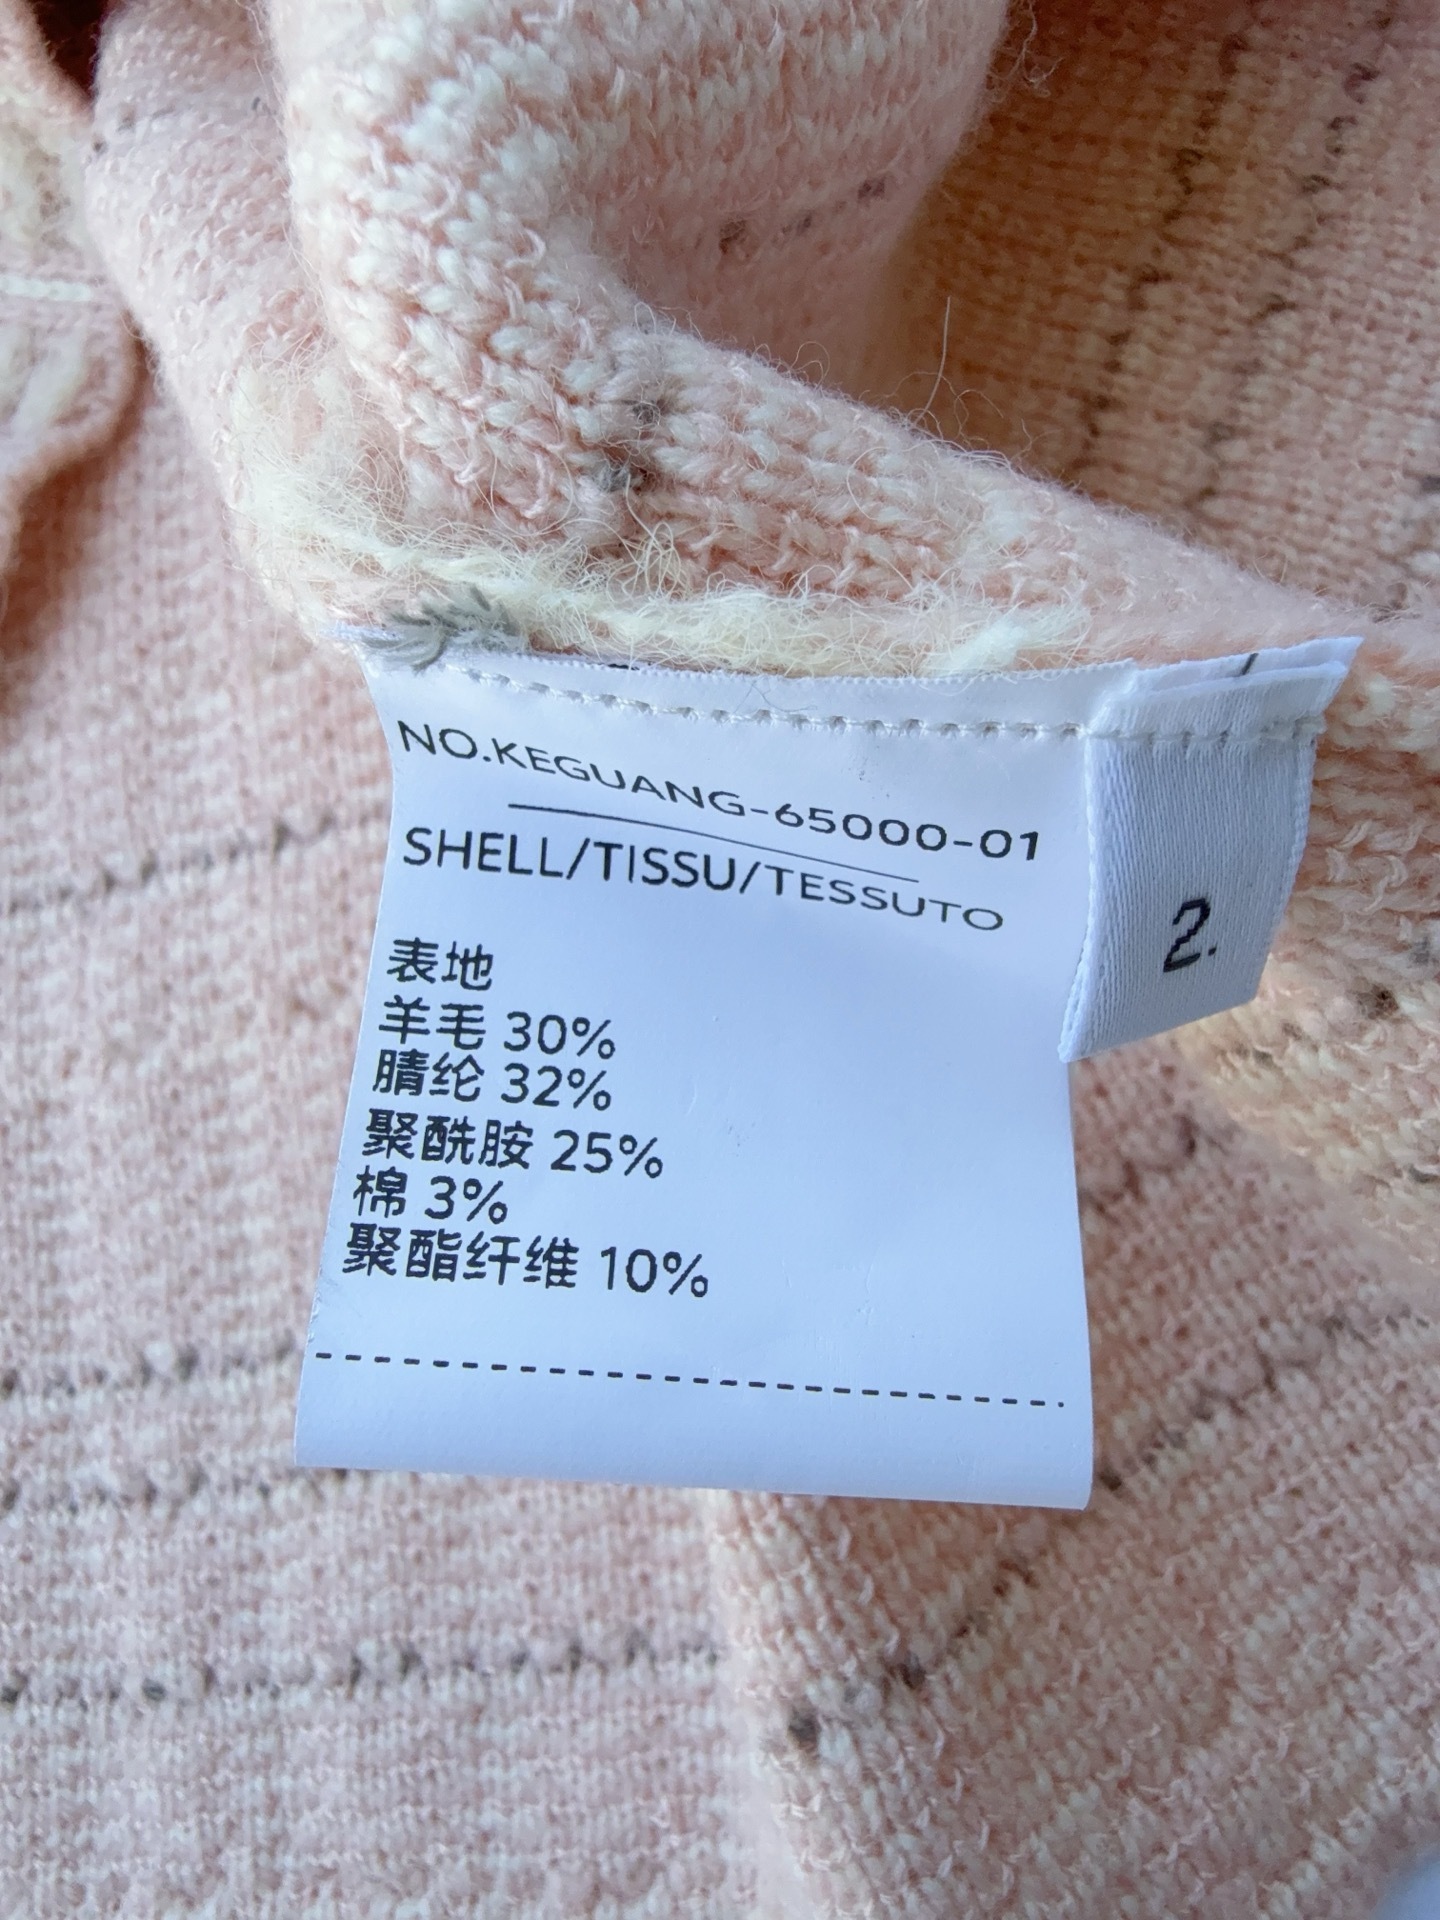 NO.KEGUANG-65000-01
SHELL/TISSU/TESSUTO
表地
羊毛 30%
腈纶 32%
聚酰胺 25%
棉 3%
聚酯纤维 10%
2.